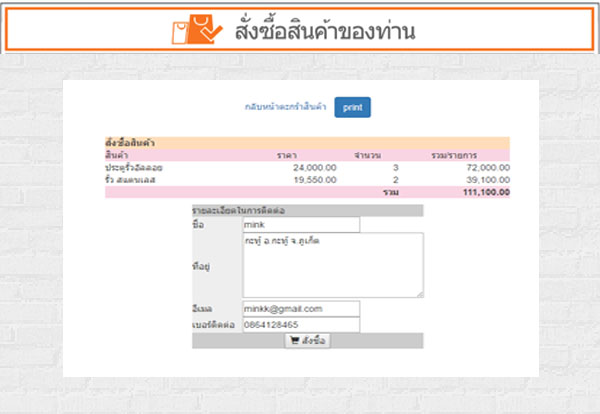 สั่งซื้อสินค้าของท่าน
กลับหน้าตะกร้าสินค้า print
สั่งซื้อสินค้า
สินค้า ราคา จำนวน รวม/รายการ
ประตูรั้วอัลลอย 24,000.00 3 72,000.00
รั้ว สแตนเลส 19,550.00 2 39,100.00
รวม 111,100.00
รายละเอียดในการติดต่อ
ชื่อ mink
ที่อยู่ กะทู้ อ.กะทู้ จ.ภูเก็ต
อีเมล minkk@gmail.com
เบอร์ติดต่อ 0864128465
สั่งซื้อ